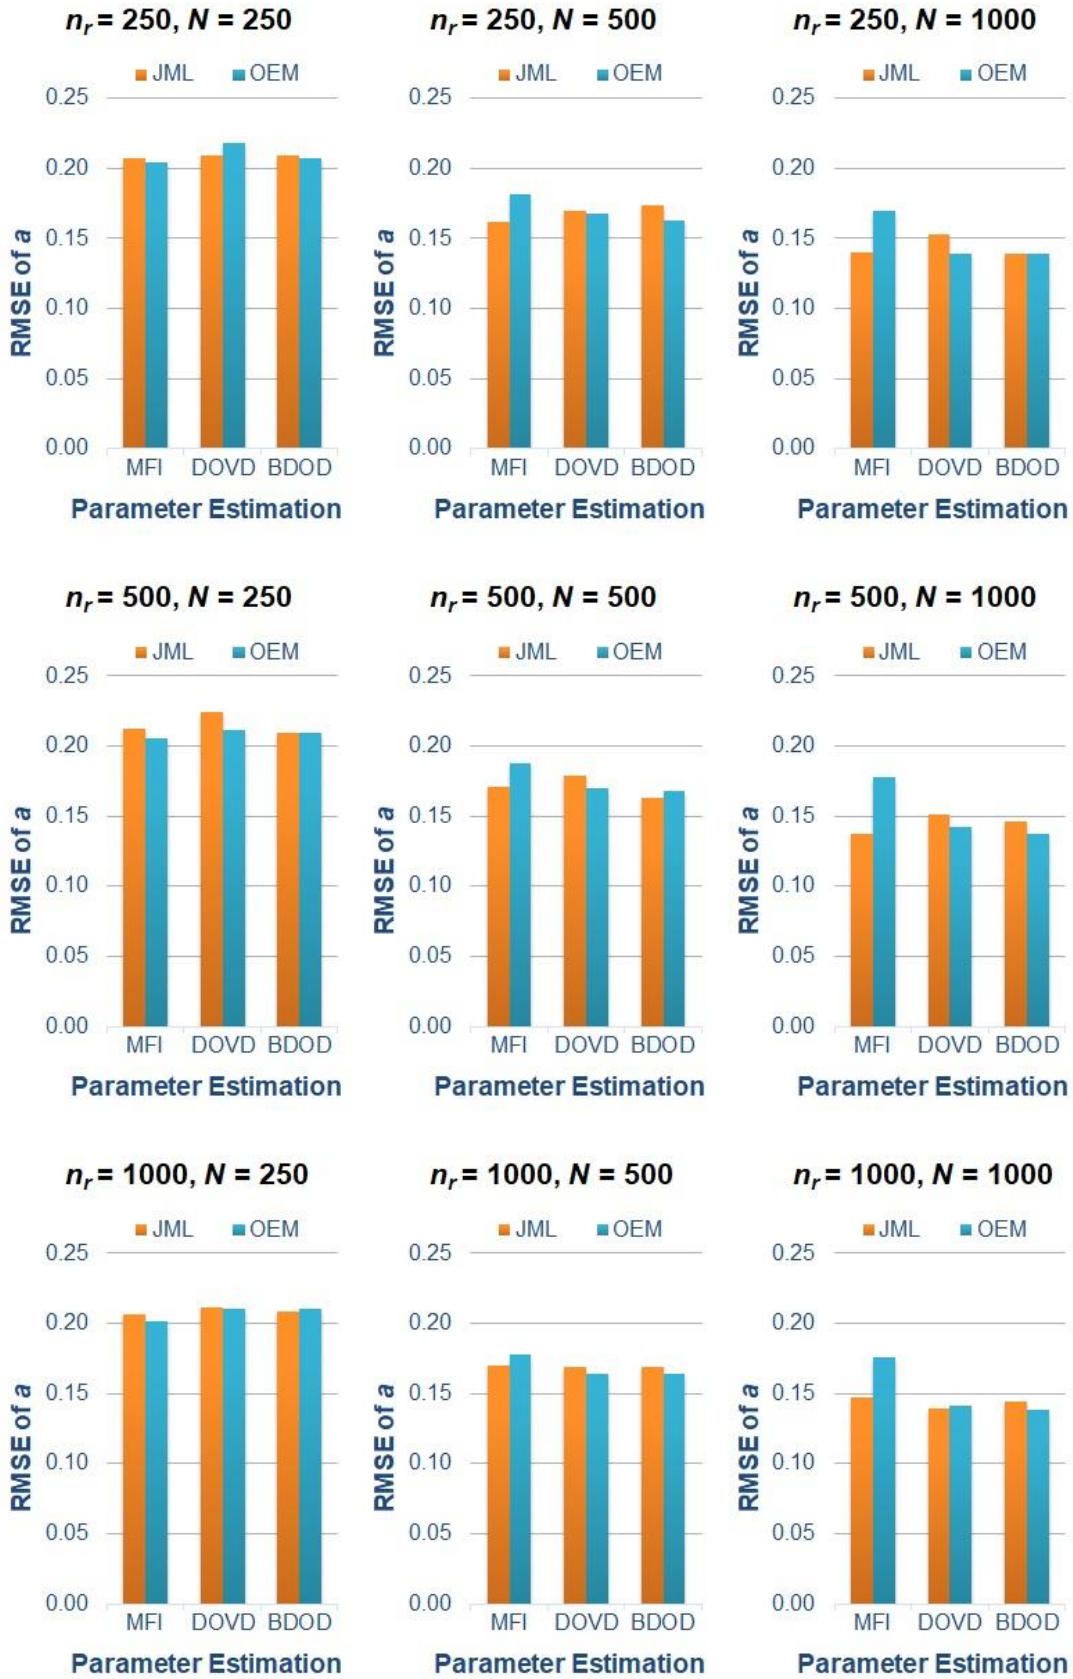 n_r = 250, N = 250
JML OEM
0.25
0.20
0.15
0.10
0.05
0.00
RMSE of a
MFI DOVD BDOD
Parameter Estimation
n_r = 250, N = 500
JML OEM
0.25
0.20
0.15
0.10
0.05
0.00
RMSE of a
MFI DOVD BDOD
Parameter Estimation
n_r = 250, N = 1000
JML OEM
0.25
0.20
0.15
0.10
0.05
0.00
RMSE of a
MFI DOVD BDOD
Parameter Estimation
n_r = 500, N = 250
JML OEM
0.25
0.20
0.15
0.10
0.05
0.00
RMSE of a
MFI DOVD BDOD
Parameter Estimation
n_r = 500, N = 500
JML OEM
0.25
0.20
0.15
0.10
0.05
0.00
RMSE of a
MFI DOVD BDOD
Parameter Estimation
n_r = 500, N = 1000
JML OEM
0.25
0.20
0.15
0.10
0.05
0.00
RMSE of a
MFI DOVD BDOD
Parameter Estimation
n_r = 1000, N = 250
JML OEM
0.25
0.20
0.15
0.10
0.05
0.00
RMSE of a
MFI DOVD BDOD
Parameter Estimation
n_r = 1000, N = 500
JML OEM
0.25
0.20
0.15
0.10
0.05
0.00
RMSE of a
MFI DOVD BDOD
Parameter Estimation
n_r = 1000, N = 1000
JML OEM
0.25
0.20
0.15
0.10
0.05
0.00
RMSE of a
MFI DOVD BDOD
Parameter Estimation